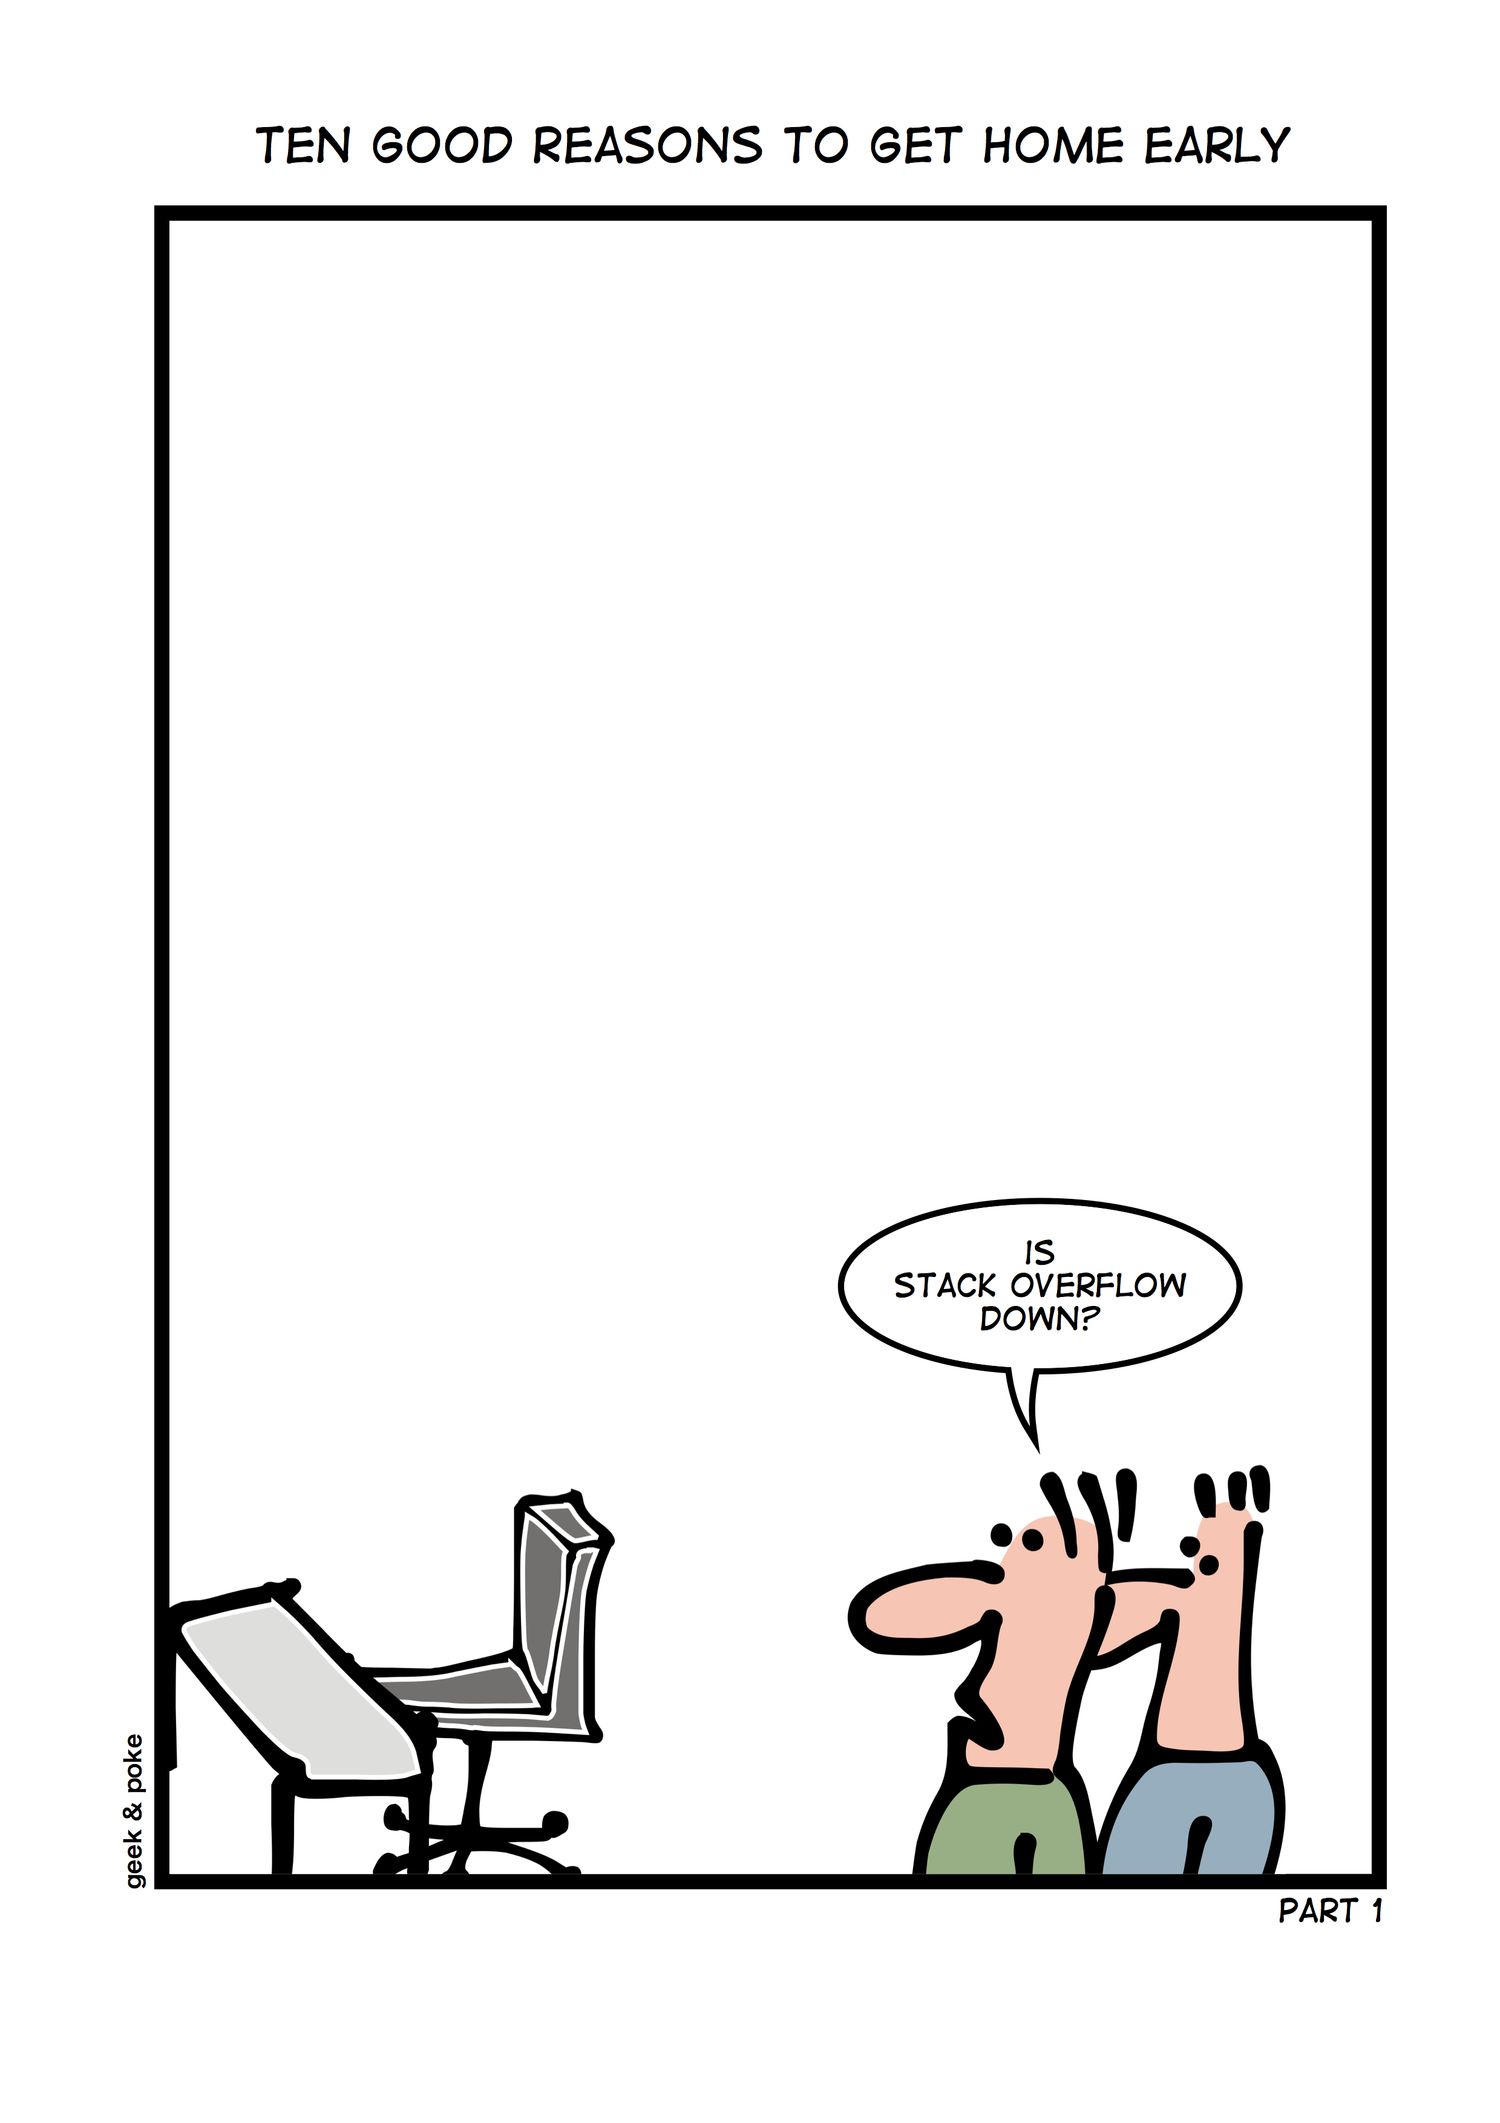 TEN GOOD REASONS TO GET HOME EARLY
IS
STACK OVERFLOW
DOWN?
geek & poke
PART 1